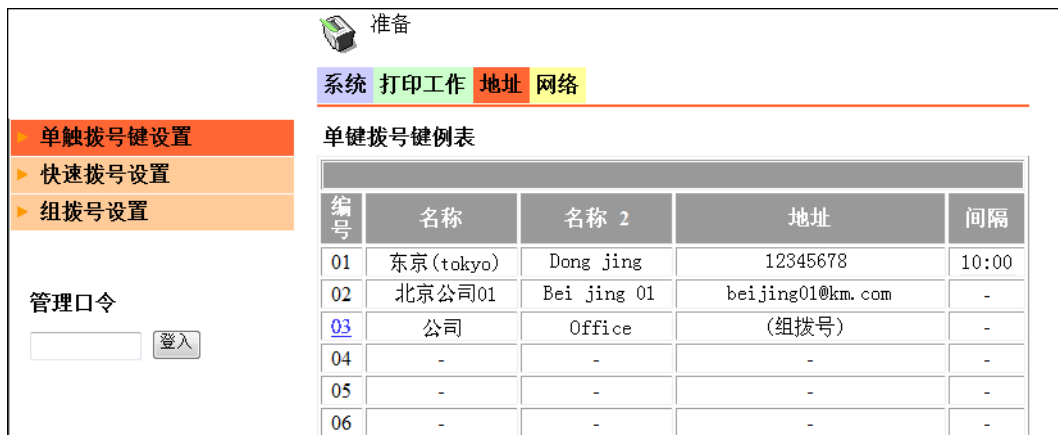 准备
系统 打印工作 地址 网络
单触拨号键设置
快速拨号设置
组拨号设置
管理口令
登入
单键拨号键例表
编号 名称 名称 2 地址 间隔
01 东京(tokyo) Dong jing 12345678 10:00
02 北京公司01 Bei jing 01 beijing01@km.com -
03 公司 Office (组拨号) -
04 - - - -
05 - - - -
06 - - - -